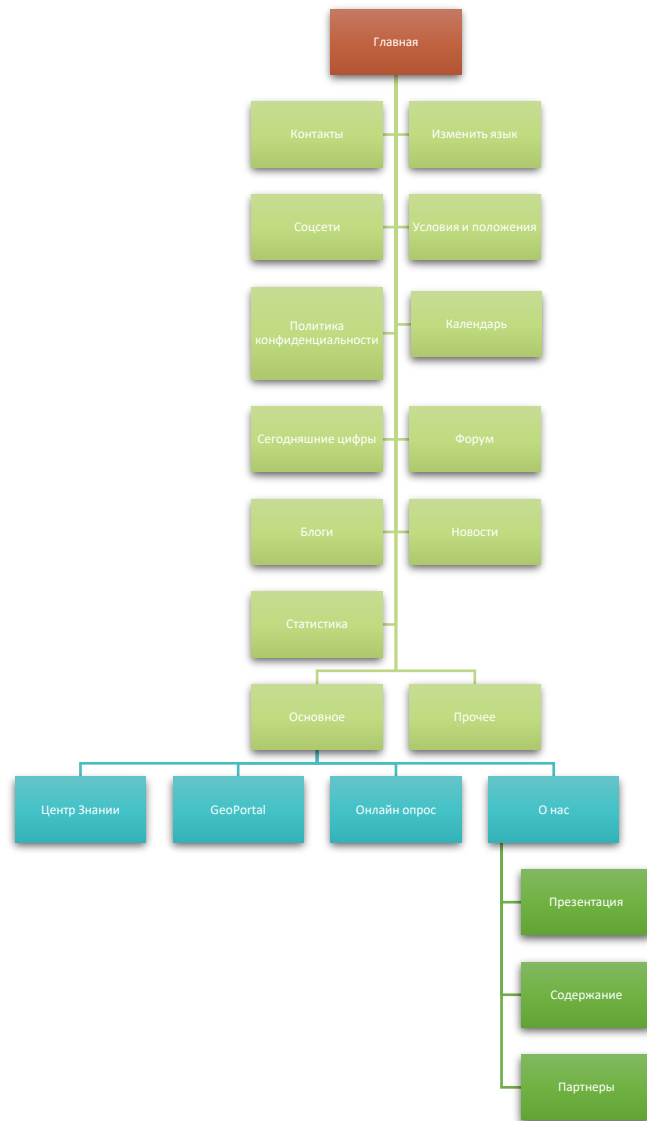 Главная
Контакты
Изменить язык
Соцсети
Условия и положения
Политика
конфиденциальности
Календарь
Сегодняшние цифры
Форум
Блоги
Новости
Статистика
Основное
Прочее
Центр Знании
GeoPortal
Онлайн опрос
О нас
Презентация
Содержание
Партнеры